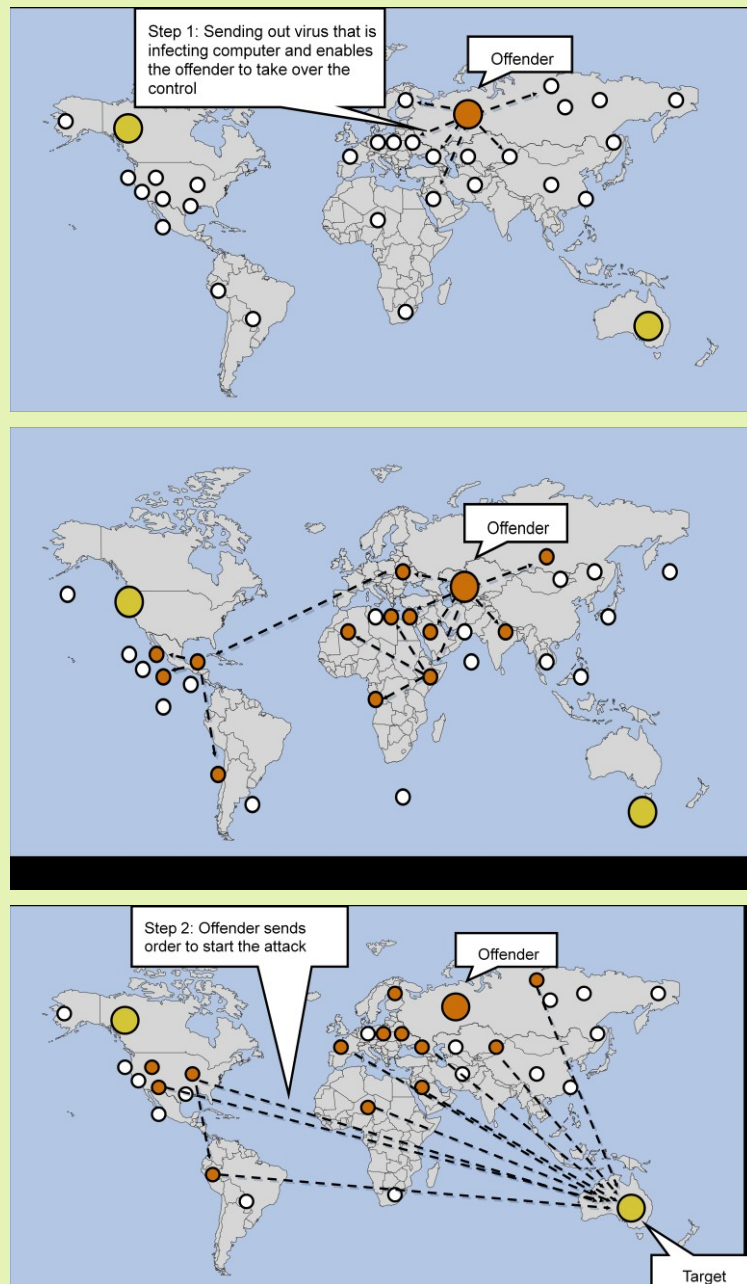 Step 1: Sending out virus that is
infecting computer and enables
the offender to take over the
control
Offender
Offender
Step 2: Offender sends
order to start the attack
Offender
Target